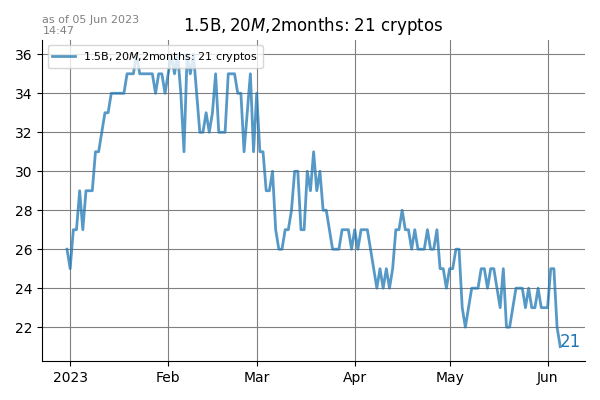 as of 05 Jun 2023
14:47
1.5B, 20M,2months: 21 cryptos
1.5B, 20M,2months: 21 cryptos
36
34
32
30
28
26
24
22
21
2023 Feb Mar Apr May Jun